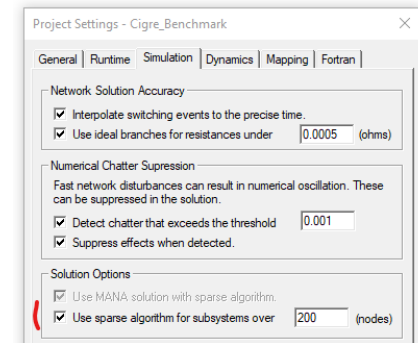 Project Settings - Cigre_Benchmark
General Runtime Simulation Dynamics Mapping Fortran
Network Solution Accuracy
Interpolate switching events to the precise time.
Use ideal branches for resistances under 0.0005 (ohms)
Numerical Chatter Supression
Fast network disturbances can result in numerical oscillation. These
can be suppressed in the solution.
Detect chatter that exceeds the threshold 0.001
Suppress effects when detected.
Solution Options
Use MANA solution with sparse algorithm.
Use sparse algorithm for subsystems over 200 (nodes)